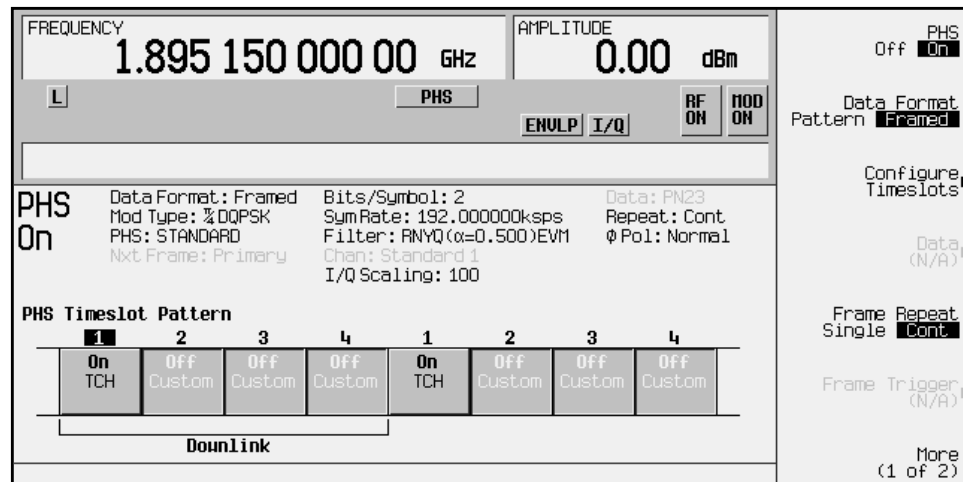 FREQUENCY
1.895 150 000 00 GHz
AMPLITUDE
0.00 dBm
L
PHS
ENVLP I/Q
RF ON
MOD ON
PHS On
Data Format: Framed
Mod Type: π/4 DQPSK
PHS: STANDARD
Nxt Frame: Primary
Bits/Symbol: 2
Sym Rate: 192.000000ksps
Filter: RNYQ(α=0.500)EVM
Chan: Standard 1
I/Q Scaling: 100
Data: PN23
Repeat: Cont
φ Pol: Normal
PHS Timeslot Pattern
1 2 3 4 1 2 3 4
On Off Off Off On Off Off Off
TCH Custom Custom Custom TCH Custom Custom Custom
Downlink
PHS
Off On
Data Format
Pattern Framed
Configure
Timeslots
Data
(N/A)
Frame Repeat
Single Cont
Frame Trigger
(N/A)
More
(1 of 2)